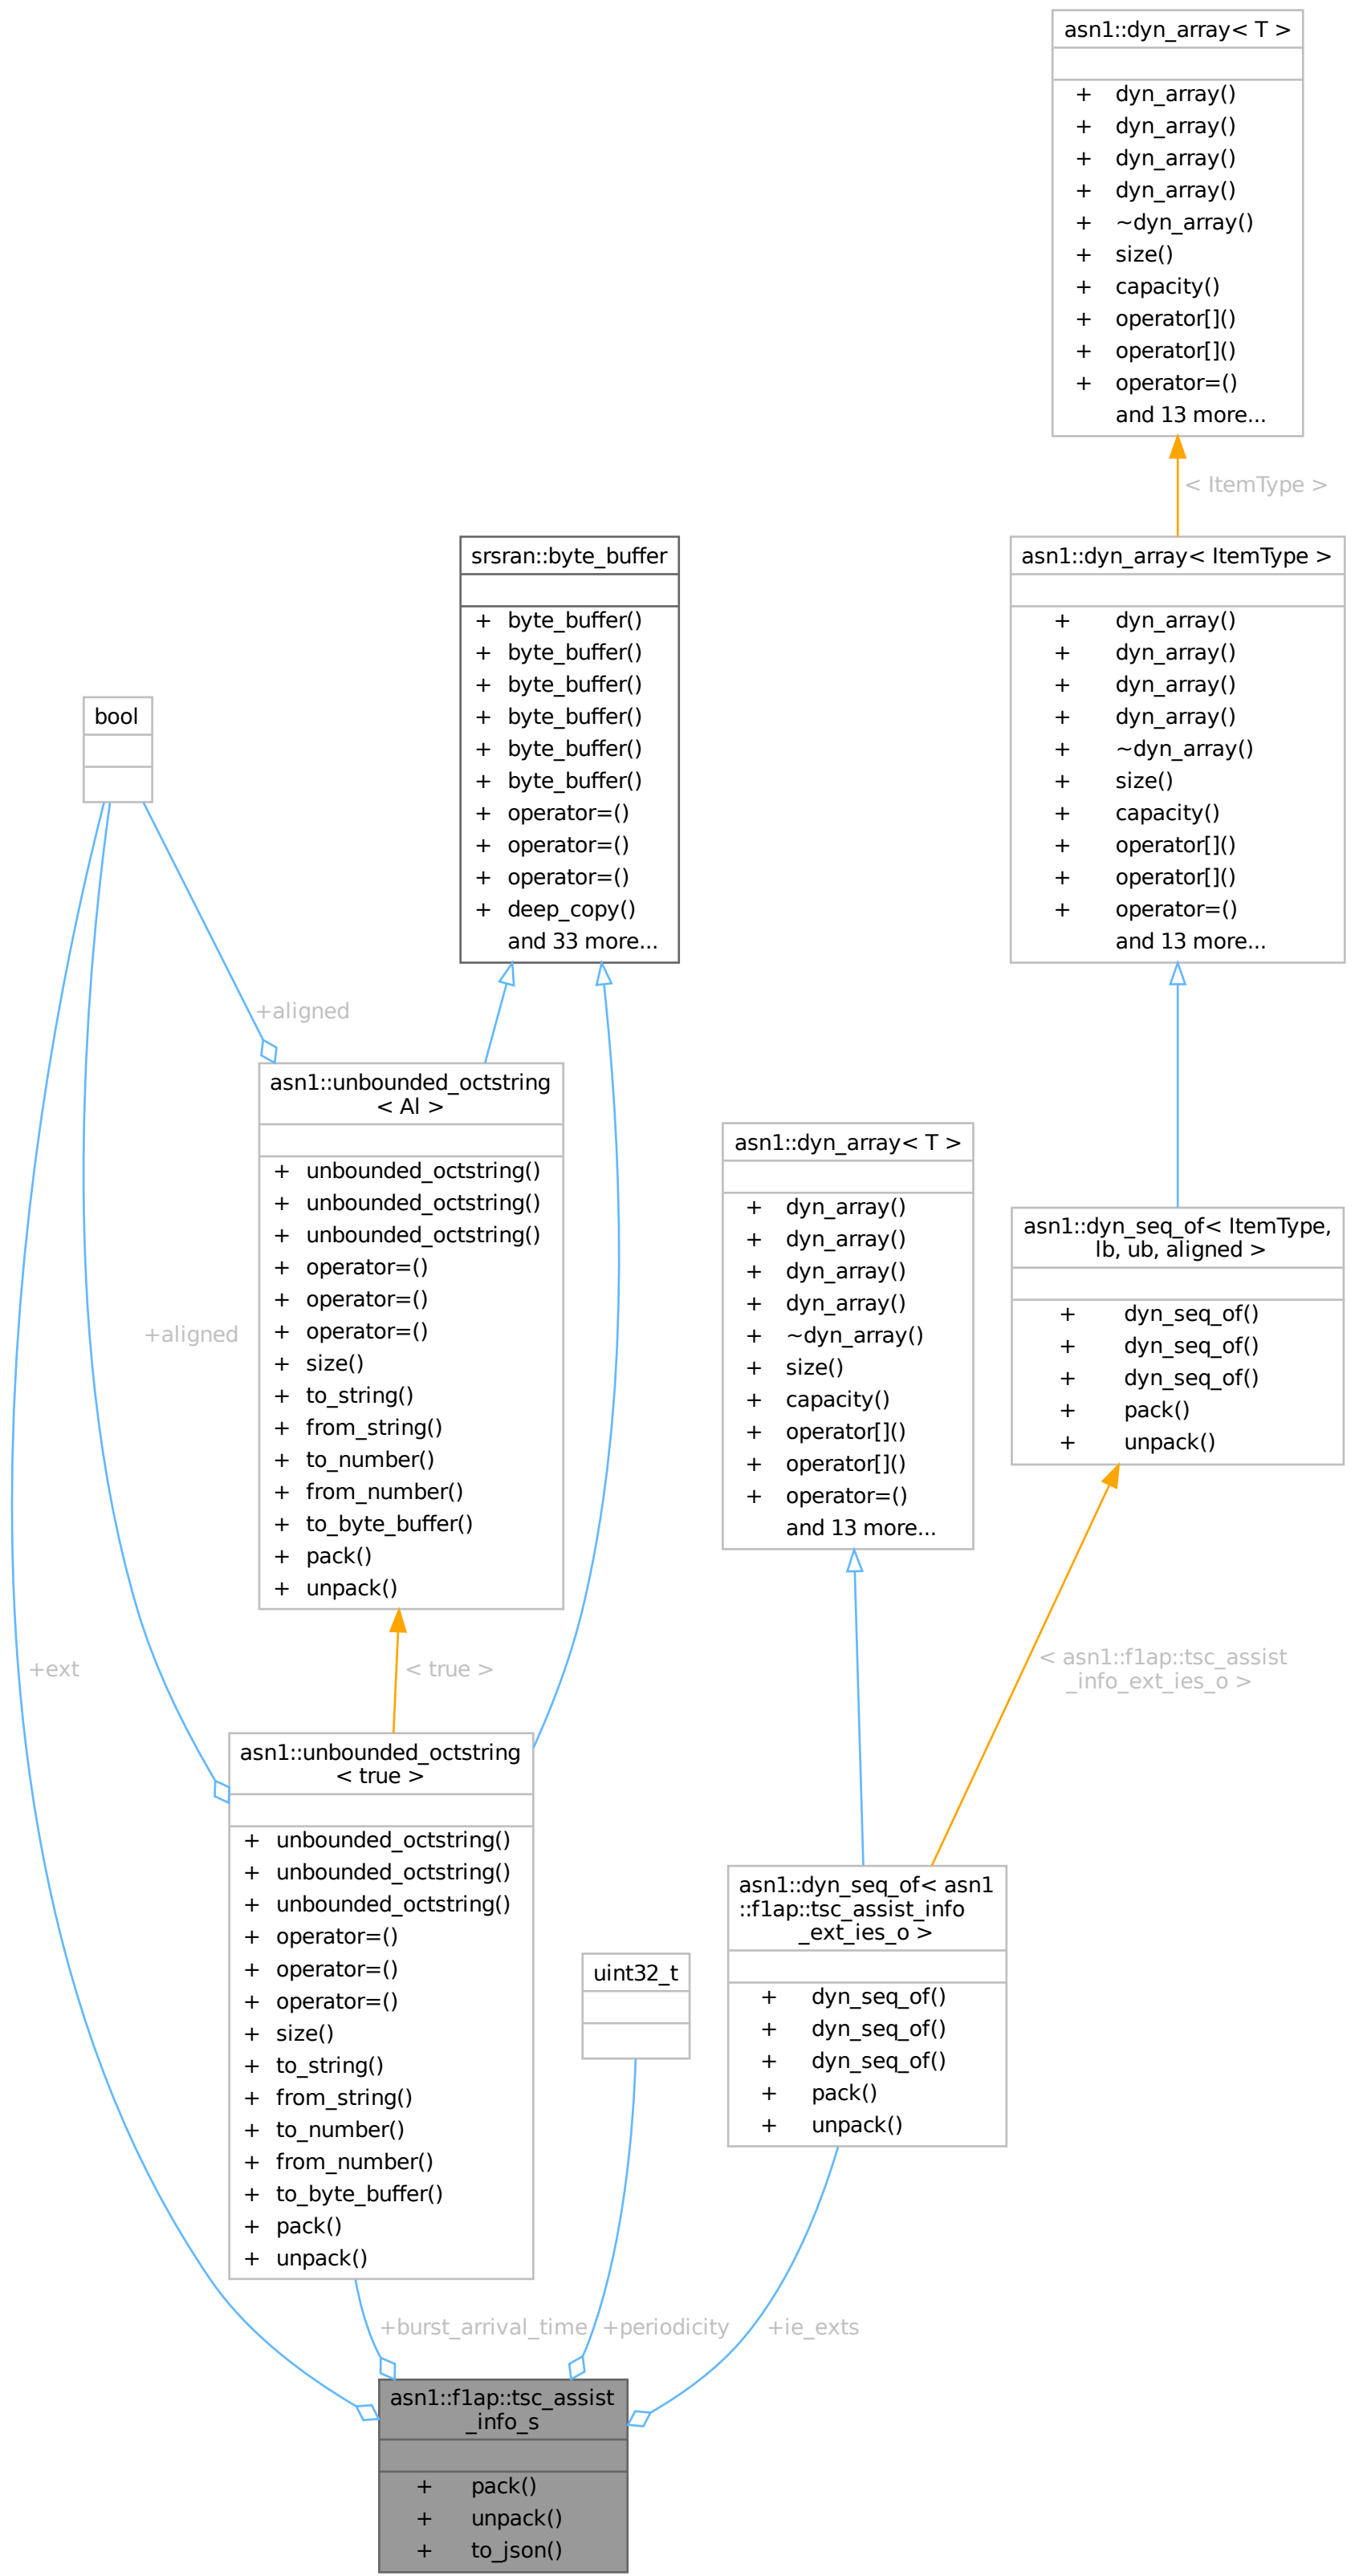 asn1::dyn_array< T >
+ dyn_array()
+ dyn_array()
+ dyn_array()
+ dyn_array()
+ ~dyn_array()
+ size()
+ capacity()
+ operator[]()
+ operator[]()
+ operator=()
and 13 more...
< ItemType >
srsran::byte_buffer
+ byte_buffer()
+ byte_buffer()
+ byte_buffer()
+ byte_buffer()
+ byte_buffer()
+ byte_buffer()
+ operator=()
+ operator=()
+ operator=()
+ deep_copy()
and 33 more...
asn1::dyn_array< ItemType >
+ dyn_array()
+ dyn_array()
+ dyn_array()
+ dyn_array()
+ ~dyn_array()
+ size()
+ capacity()
+ operator[]()
+ operator[]()
+ operator=()
and 13 more...
bool
+aligned
asn1::unbounded_octstring
< Al >
+ unbounded_octstring()
+ unbounded_octstring()
+ unbounded_octstring()
+ operator=()
+ operator=()
+ operator=()
+ size()
+ to_string()
+ from_string()
+ to_number()
+ from_number()
+ to_byte_buffer()
+ pack()
+ unpack()
+aligned
asn1::dyn_array< T >
+ dyn_array()
+ dyn_array()
+ dyn_array()
+ dyn_array()
+ ~dyn_array()
+ size()
+ capacity()
+ operator[]()
+ operator[]()
+ operator=()
and 13 more...
asn1::dyn_seq_of< ItemType,
lb, ub, aligned >
+ dyn_seq_of()
+ dyn_seq_of()
+ dyn_seq_of()
+ pack()
+ unpack()
+ext
< true >
< asn1::f1ap::tsc_assist
_info_ext_ies_o >
asn1::unbounded_octstring
< true >
+ unbounded_octstring()
+ unbounded_octstring()
+ unbounded_octstring()
+ operator=()
+ operator=()
+ operator=()
+ size()
+ to_string()
+ from_string()
+ to_number()
+ from_number()
+ to_byte_buffer()
+ pack()
+ unpack()
uint32_t
asn1::dyn_seq_of< asn1
::f1ap::tsc_assist_info
_ext_ies_o >
+ dyn_seq_of()
+ dyn_seq_of()
+ dyn_seq_of()
+ pack()
+ unpack()
+burst_arrival_time
+periodicity
+ie_exts
asn1::f1ap::tsc_assist
_info_s
+ pack()
+ unpack()
+ to_json()